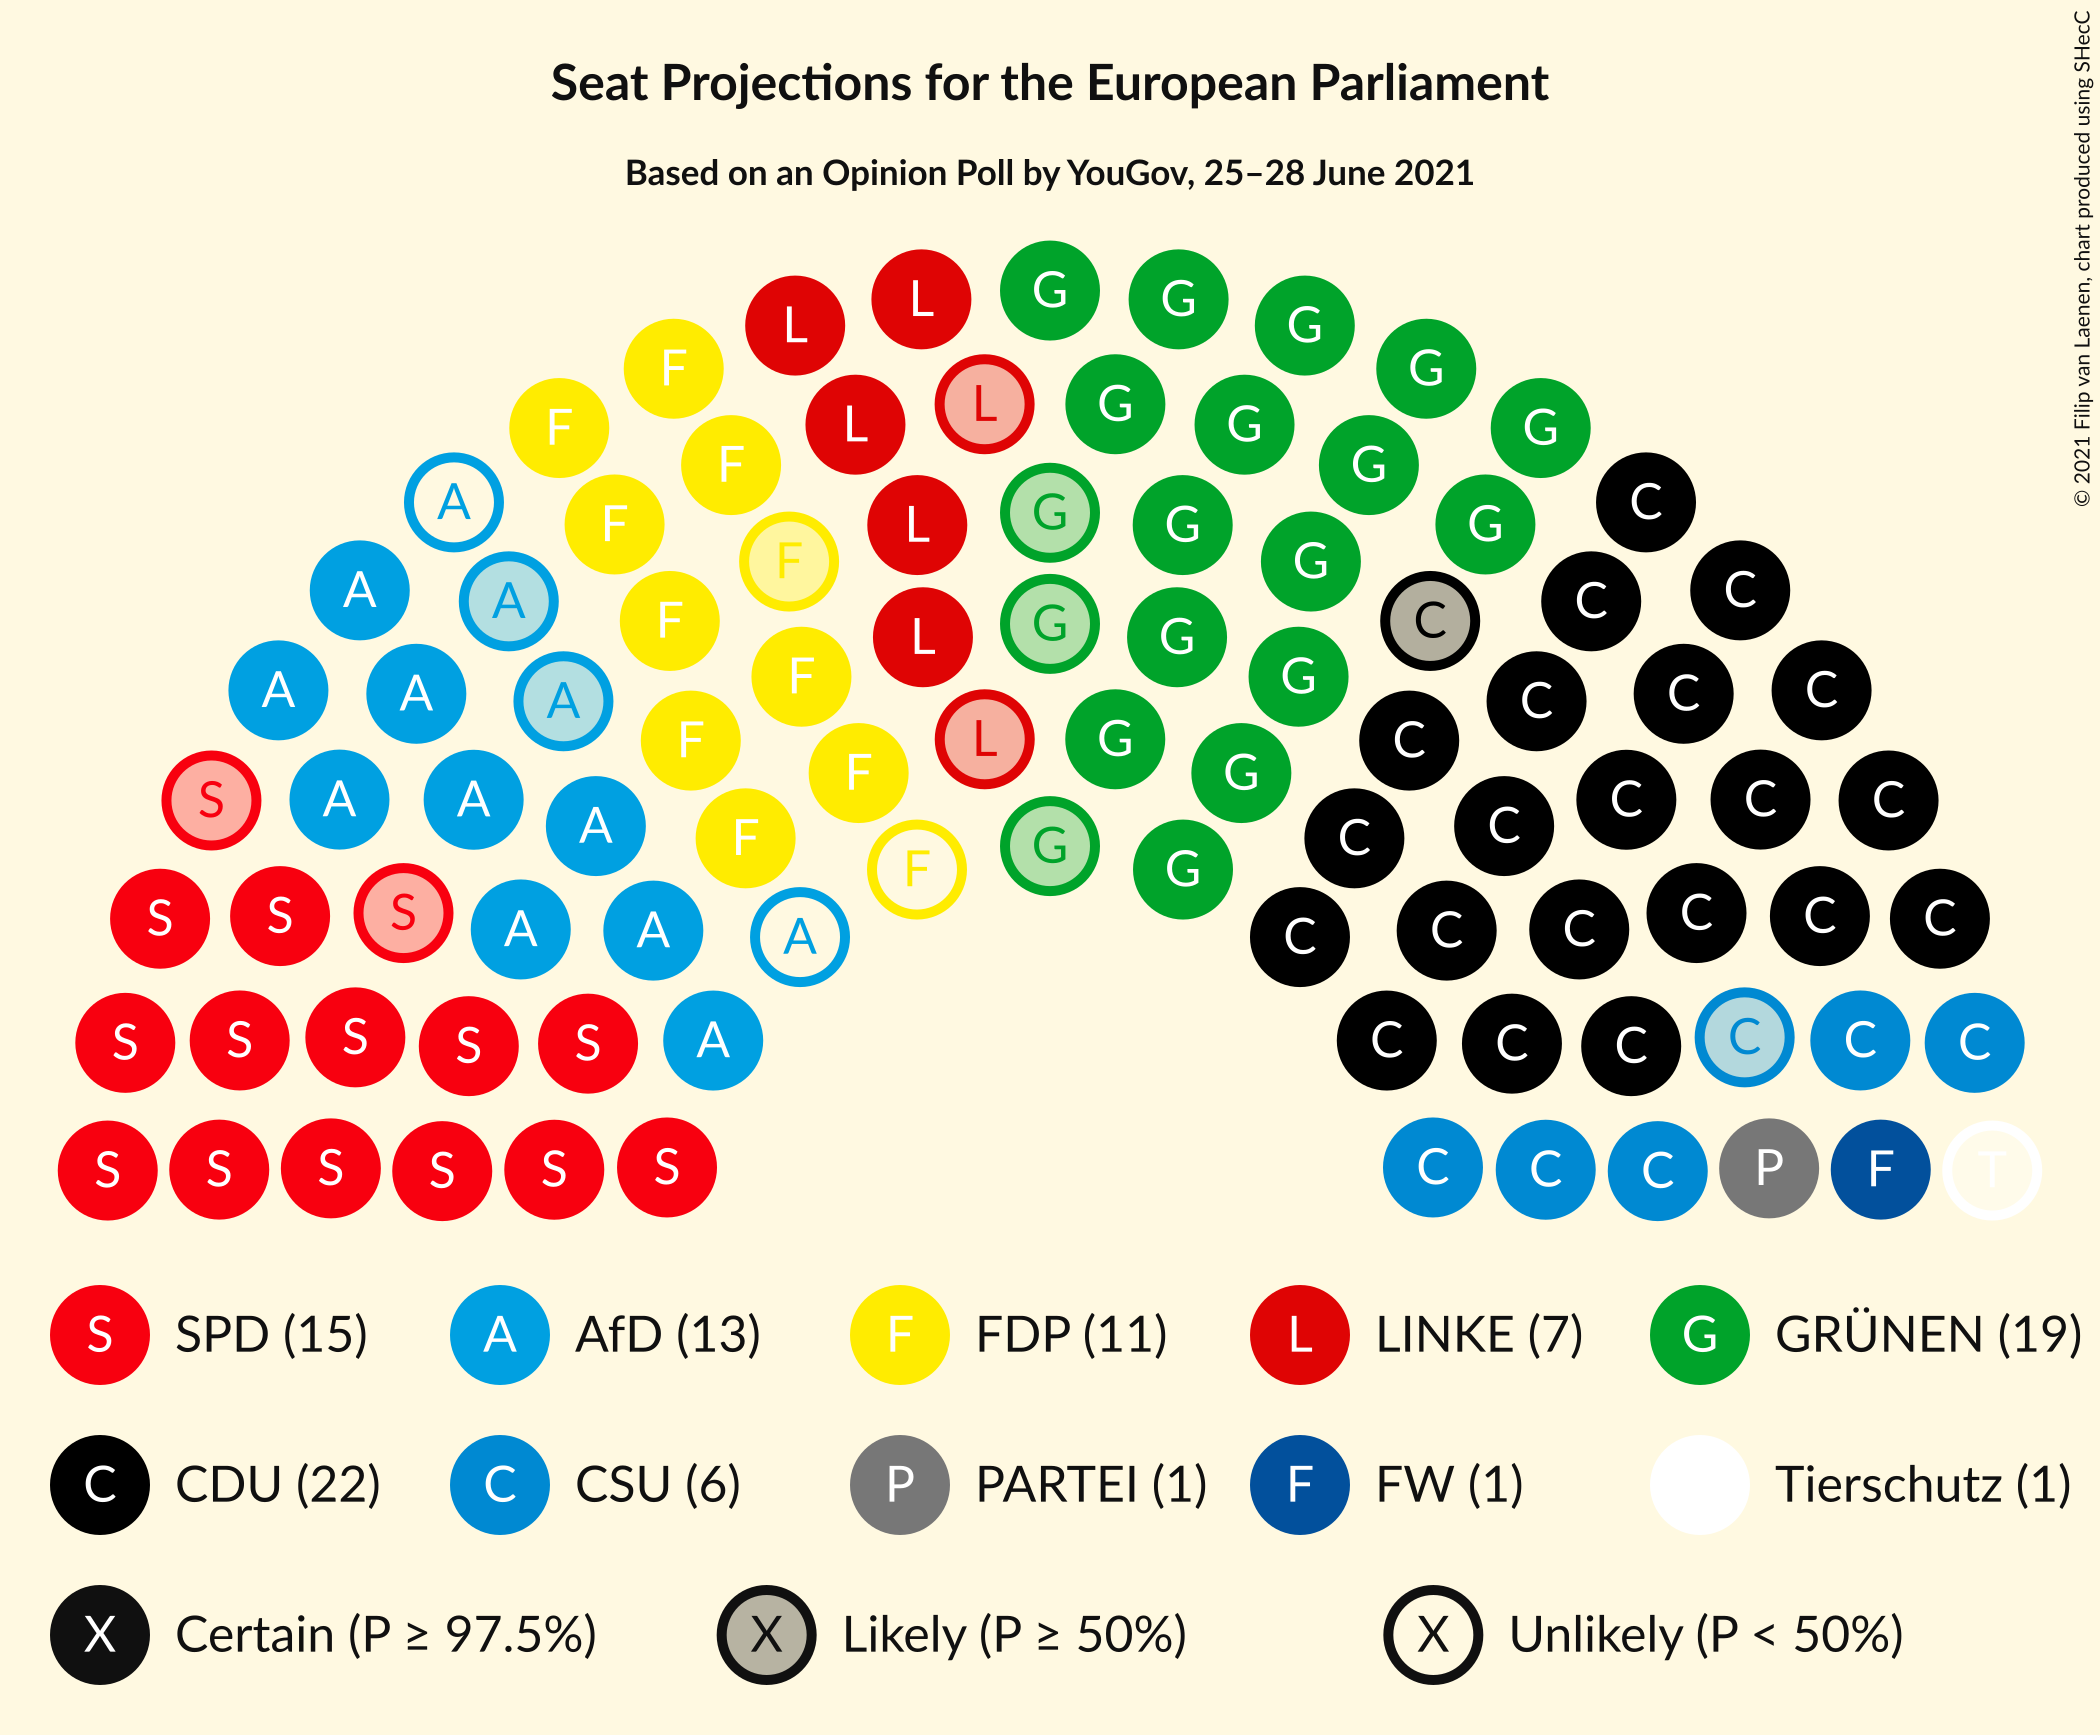 Seat Projections for the European Parliament
Based on an Opinion Poll by YouGov, 25–28 June 2021
© 2021 Filip van Laenen, chart produced using SHecC
L L G G G
F L L G G G
F F L G G G G
A F F L G G G C
A A F F L G G C C C
A A A F F L G G C C C C
S A A A F F G G C C C C C
S S S A A A C C C C C C
S S S S S A C C C C C C
S S S S S S C C C P F T
S SPD (15) A AfD (13) F FDP (11) L LINKE (7) G GRÜNEN (19)
C CDU (22) C CSU (6) P PARTEI (1) F FW (1) Tierschutz (1)
X Certain (P ≥ 97.5%) X Likely (P ≥ 50%) X Unlikely (P < 50%)